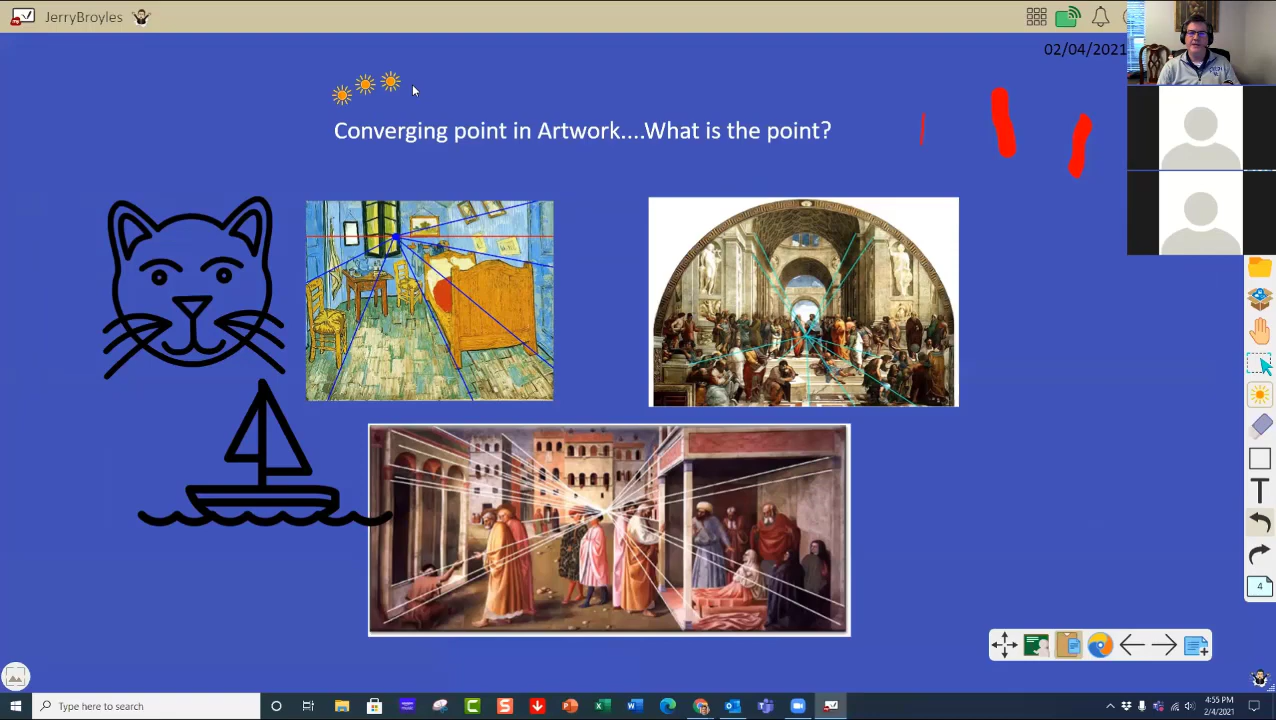 JerryBroyles
02/04/2021
Converging point in Artwork....What is the point?
T
4
Type here to search
4:55 PM
2/4/2021